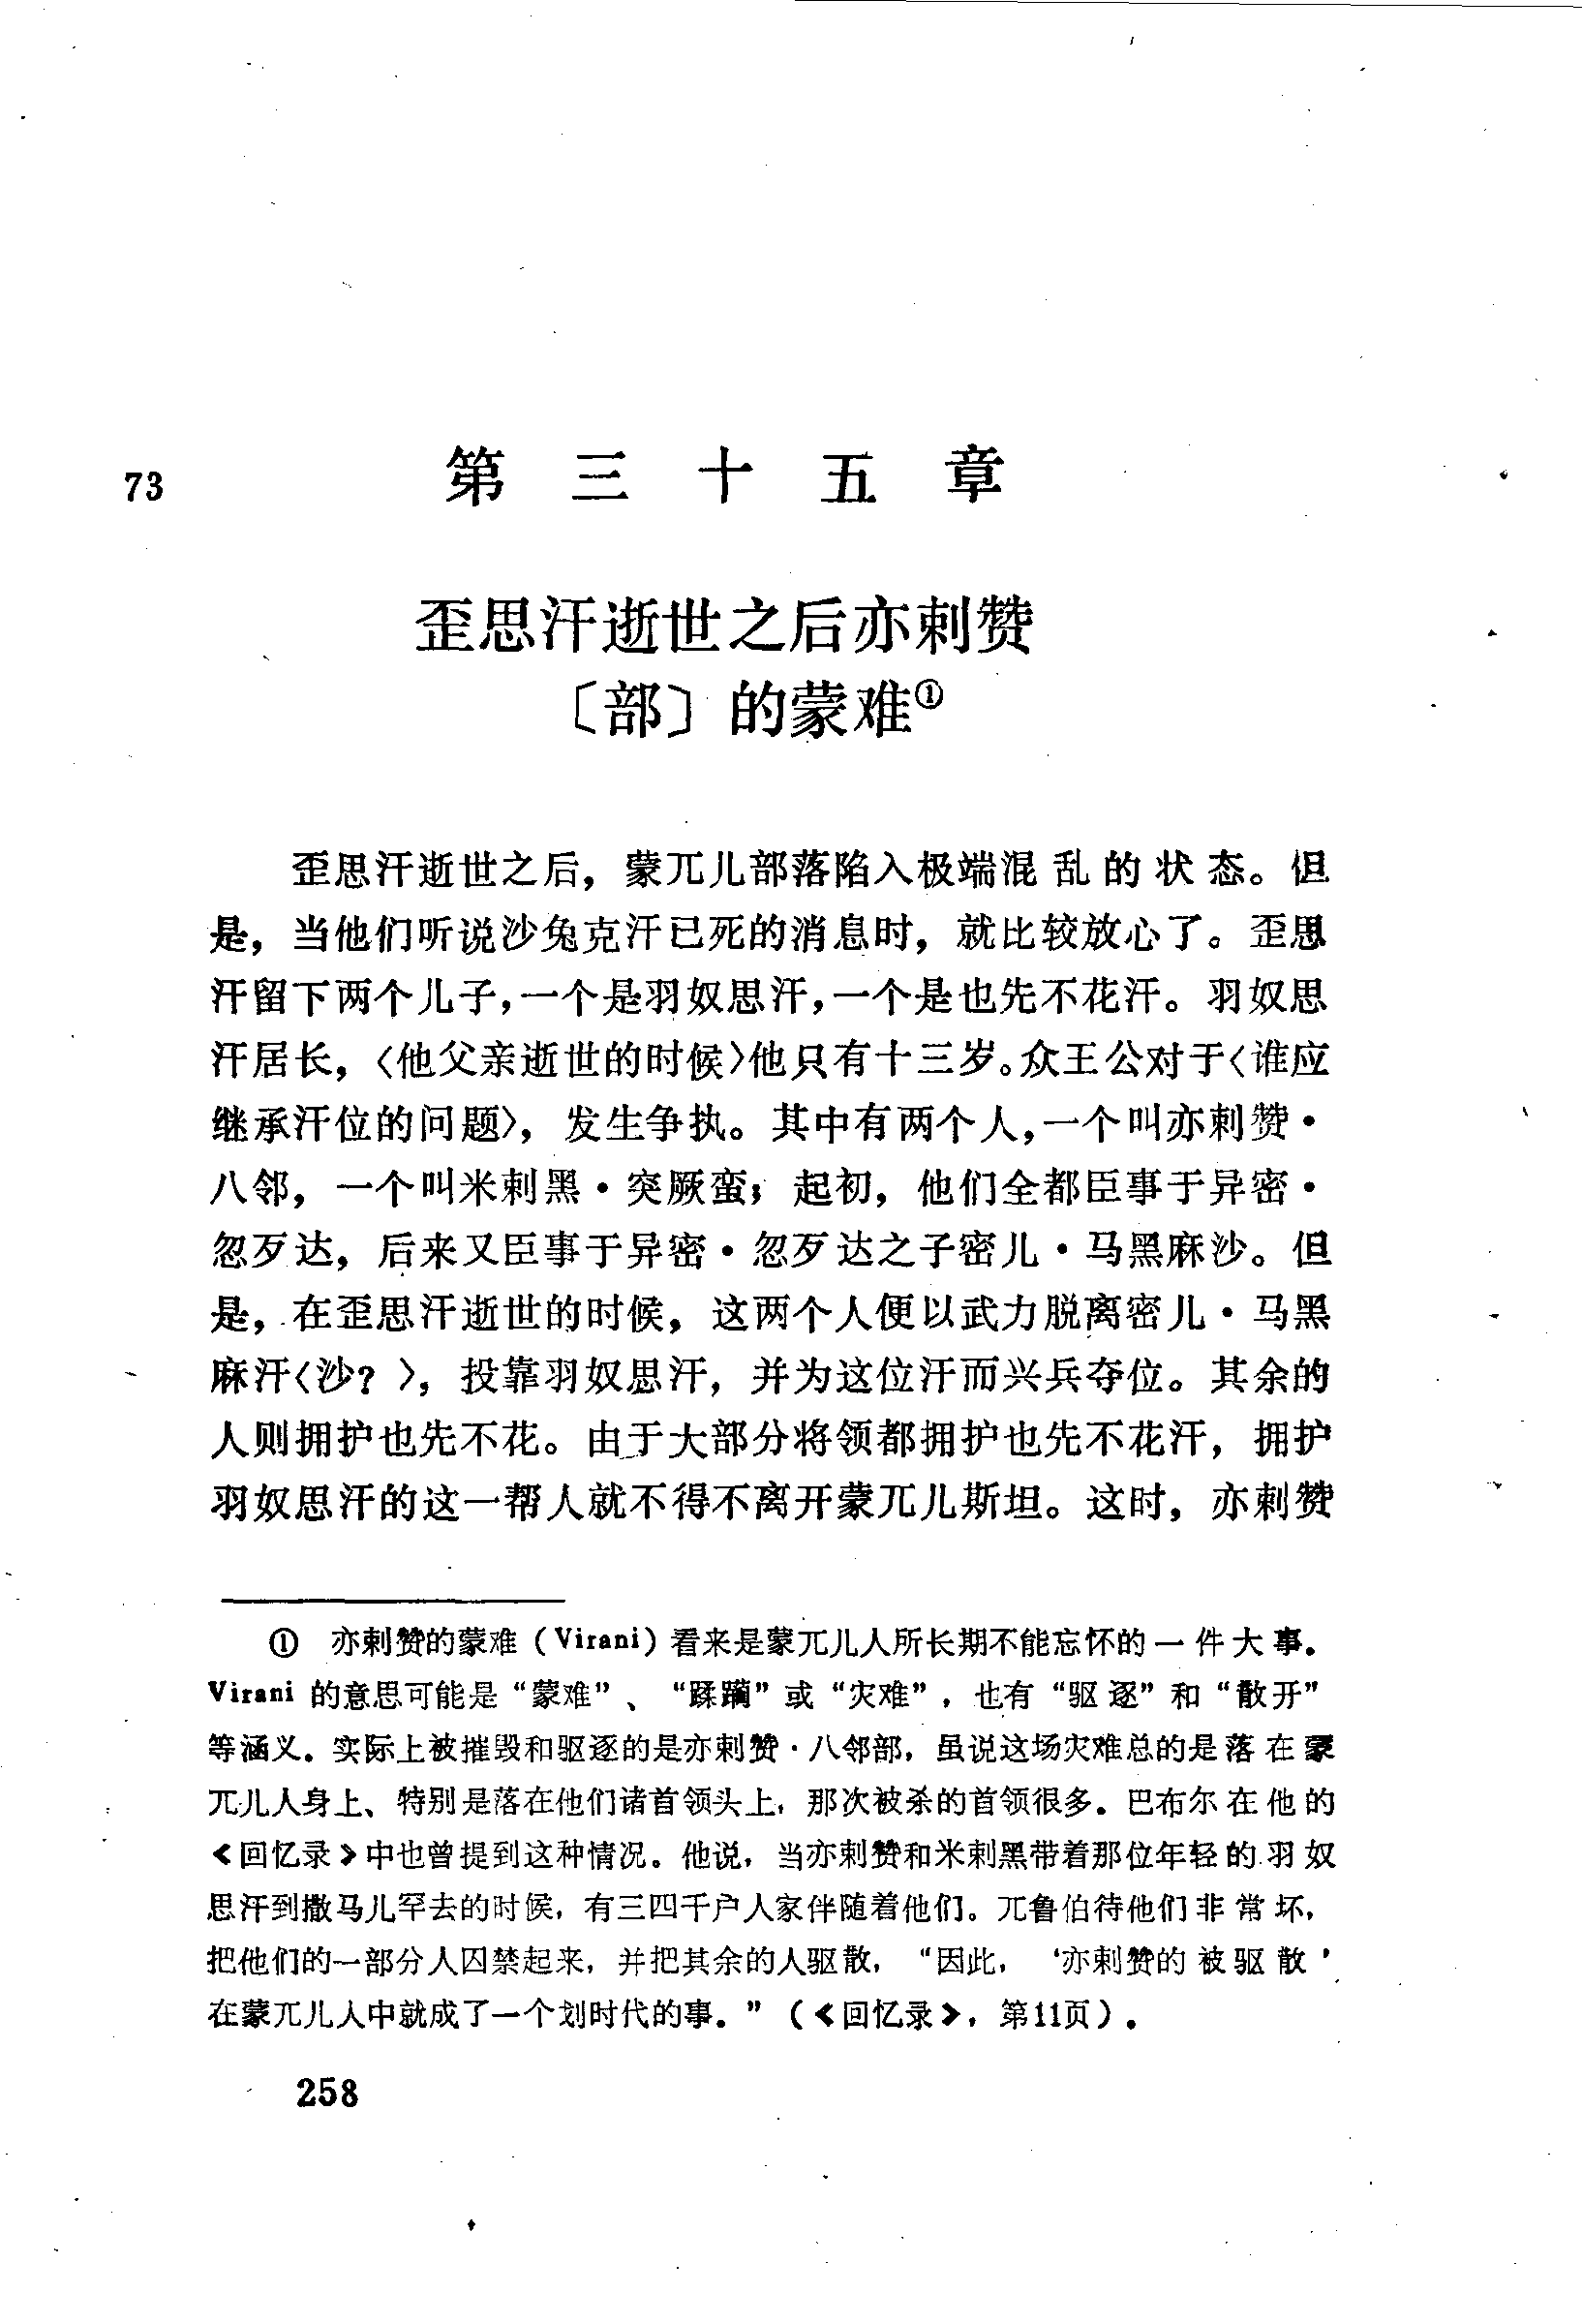 73
第三十五章
歪思汗逝世之后亦剌赞
〔部〕的蒙难①
歪思汗逝世之后，蒙兀儿部落陷入极端混乱的状态。但
是，当他们听说沙兔克汗已死的消息时，就比较放心了。歪思
汗留下两个儿子，一个是羽奴思汗，一个是也先不花汗。羽奴思
汗居长，〈他父亲逝世的时候〉他只有十三岁。众王公对于〈谁应
继承汗位的问题〉，发生争执。其中有两个人，一个叫亦剌赞·
八邻，一个叫米剌黑·突厥蛮；起初，他们全都臣事于异密·
忽歹达，后来又臣事于异密·忽歹达之子密儿·马黑麻沙。但
是，在歪思汗逝世的时候，这两个人便以武力脱离密儿·马黑
麻汗〈沙？〉，投靠羽奴思汗，并为这位汗而兴兵夺位。其余的
人则拥护也先不花。由于大部分将领都拥护也先不花汗，拥护
羽奴思汗的这一帮人就不得不离开蒙兀儿斯坦。这时，亦剌赞
① 亦剌赞的蒙难（Virani）看来是蒙兀儿人所长期不能忘怀的一件大事。
Virani 的意思可能是“蒙难”、“蹂躏”或“灾难”，也有“驱逐”和“散开”
等涵义。实际上被摧毁和驱逐的是亦剌赞·八邻部，虽说这场灾难总的是落在蒙
兀儿人身上、特别是落在他们诸首领头上，那次被杀的首领很多。巴布尔在他的
《回忆录》中也曾提到这种情况。他说，当亦剌赞和米剌黑带着那位年轻的羽奴
思汗到撒马儿罕去的时候，有三四千户人家伴随着他们。兀鲁伯待他们非常坏，
把他们的一部分人囚禁起来，并把其余的人驱散，“因此，‘亦剌赞的被驱散’
在蒙兀儿人中就成了一个划时代的事。”（《回忆录》，第11页）。
258